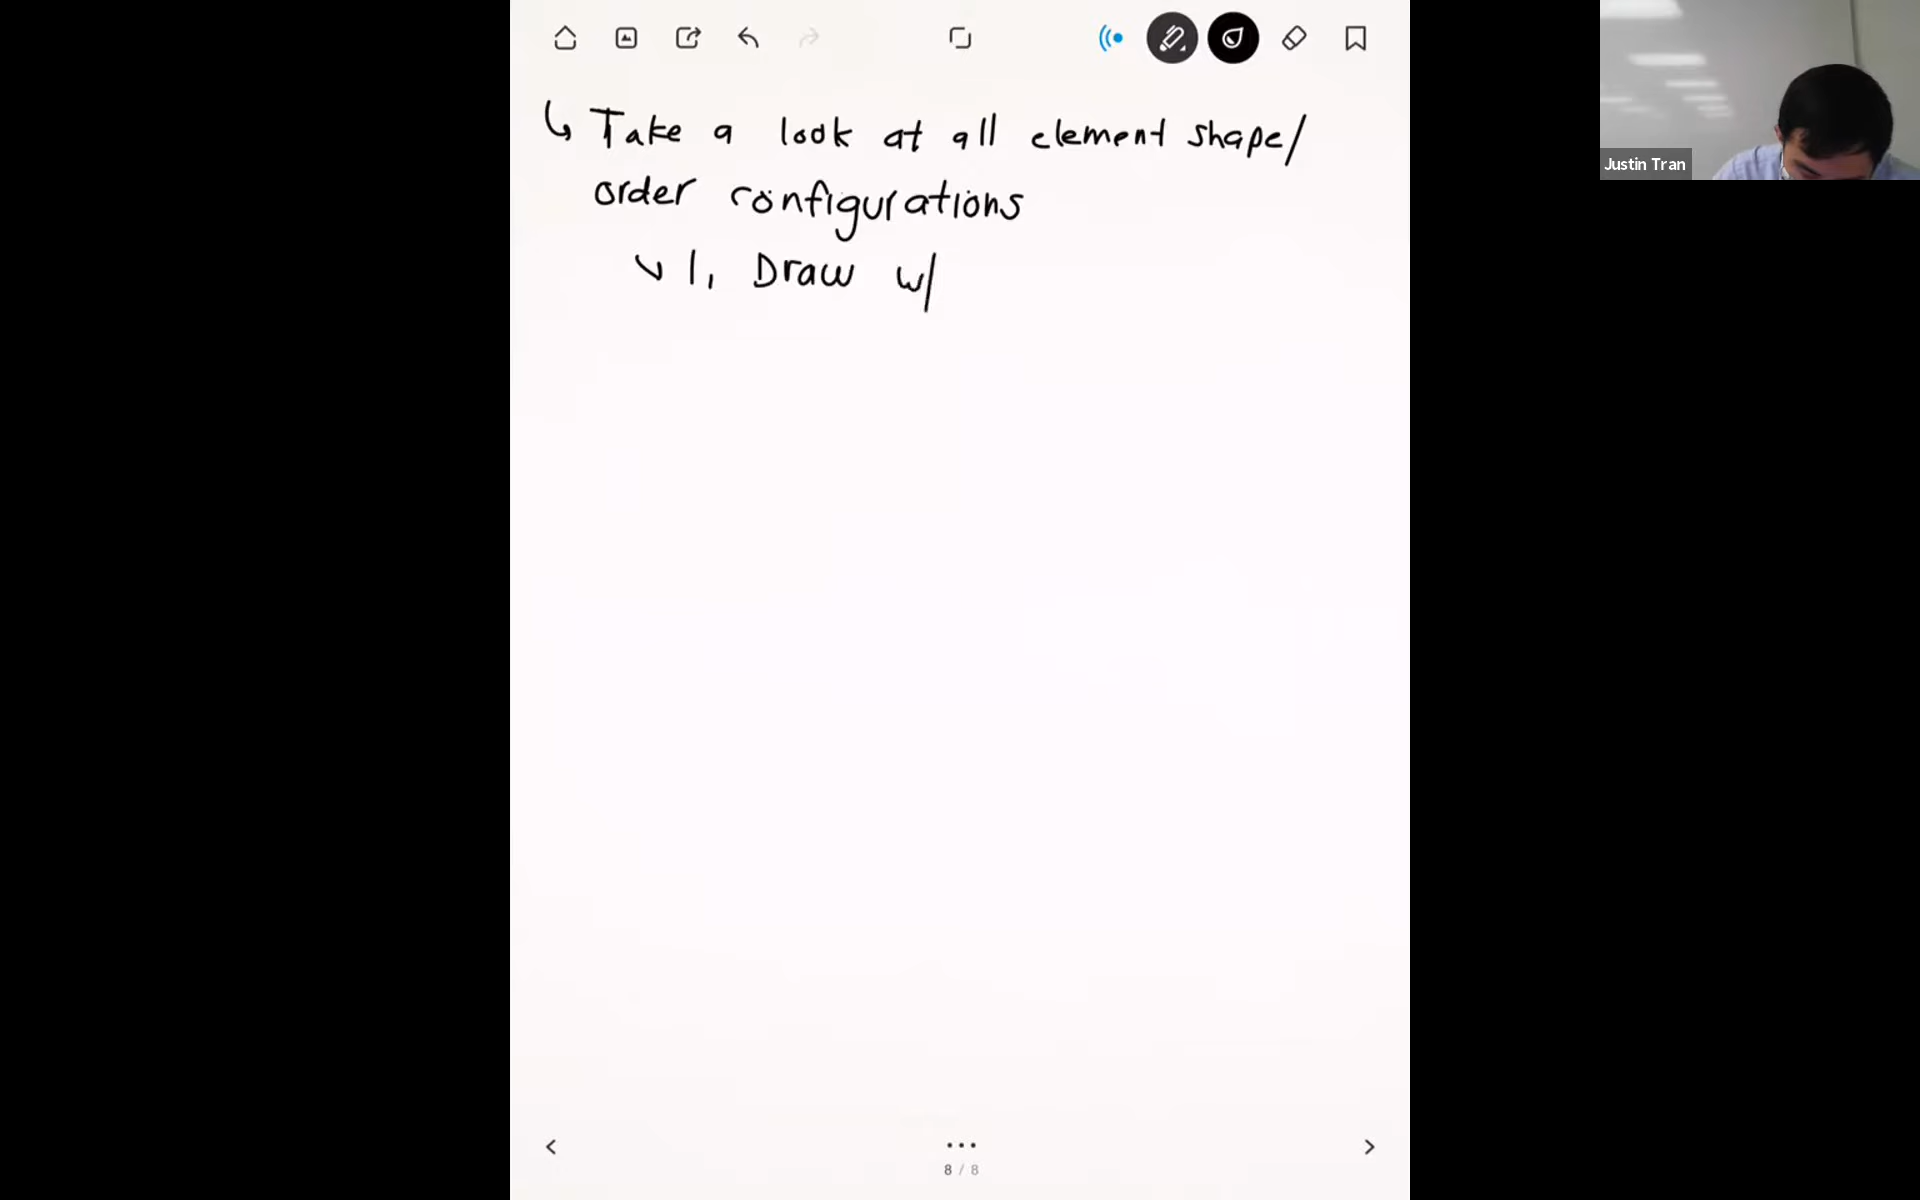 ↳ Take a look at all element shape/
order configurations
↘ 1. Draw w/
Justin Tran
8 / 8